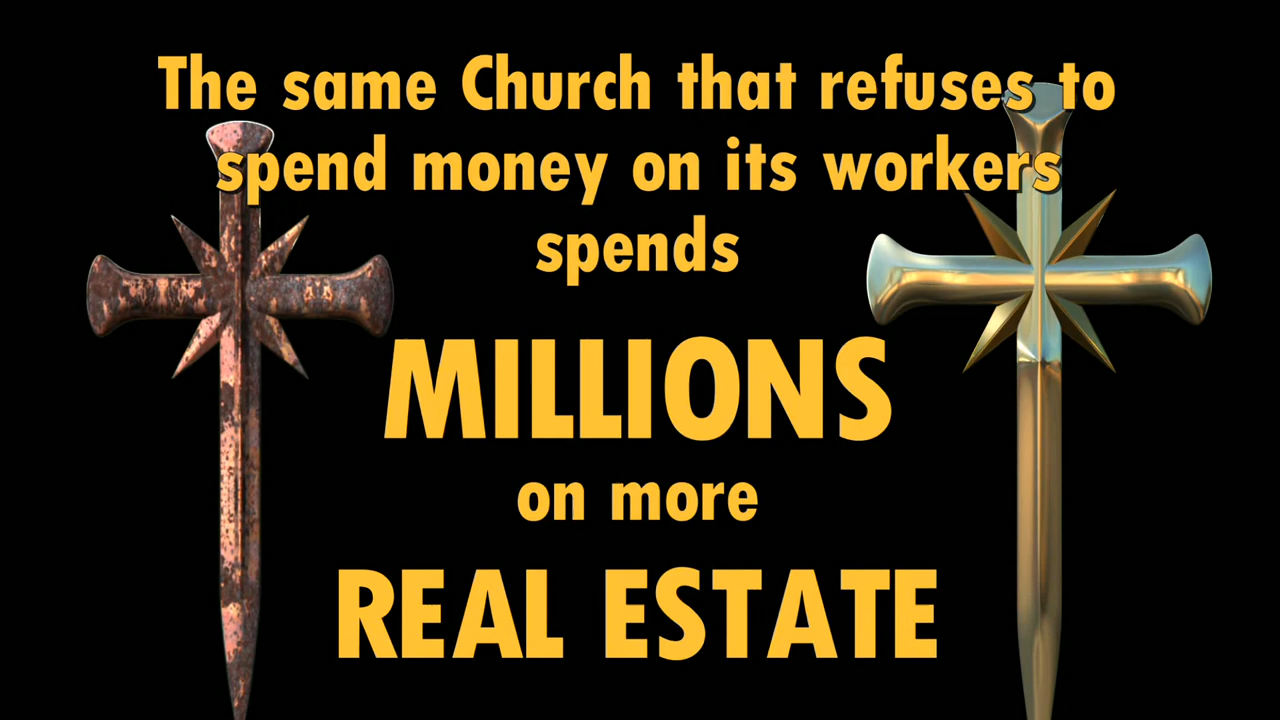 The same Church that refuses to
spend money on its workers
spends
MILLIONS
on more
REAL ESTATE